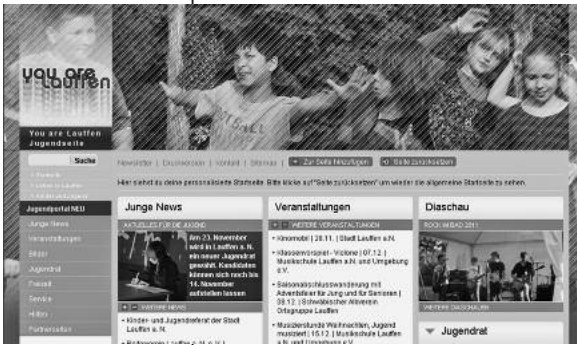 you are
Lauffen
You are Lauffen
Jugendseite
Suche
Newsletter | Druckversion | Kontakt | Sitemap |
Zur Seite hinzufügen
Seite zurücksetzen
Hier siehst du deine personalisierte Startseite. Bitte klicke auf "Seite zurücksetzen" um wieder die allgemeine Startseite zu sehen.
Jugendportal NEU
Junge News
Veranstaltungen
Bilder
Jugendrat
Freizeit
Service
Hilfen
Partnerseiten
Junge News
AKTUELLES FÜR DIE JUGEND
Am 23. November
wird in Lauffen a. N.
ein neuer Jugendrat
gewählt. Kandidaten
können sich noch bis
14. November
aufstellen lassen
WEITERE NEWS
• Kinder- und Jugendreferat der Stadt
Lauffen a. N.
Veranstaltungen
WEITERE VERANSTALTUNGEN
• Kinomobil | 28.11. | Stadt Lauffen a.N.
• Klassenvorspiel - Violine | 07.12. |
Musikschule Lauffen a.N. und Umgebung
e.V.
• Saisonabschlusswanderung mit
Adventsfeier für Jung und für Senioren |
08.12. | Schwäbischer Albverein
Ortsgruppe Lauffen
• Musizierstunde Weihnachten, Jugend
musiziert | 15.12. | Musikschule Lauffen
a.N. und Umgebung e.V.
Diaschau
ROCK IM BAD 2011
WEITERE DIASCHAUEN
Jugendrat